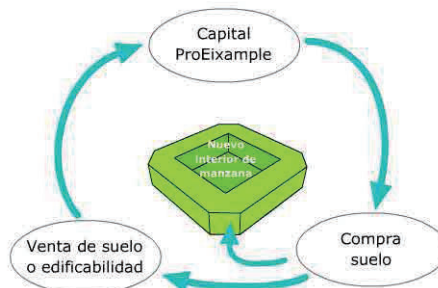 Capital
ProEixample
Nuevo
interior de
manzana
Venta de suelo
o edificabilidad
Compra
suelo